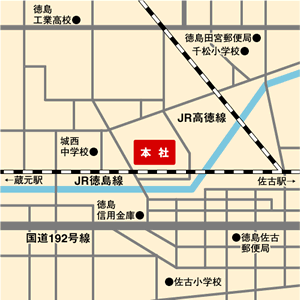 徳島
工業高校
徳島田宮郵便局
千松小学校
JR高徳線
城西
中学校
本社
←蔵元駅
JR徳島線
佐古駅→
徳島
信用金庫
国道192号線
徳島佐古
郵便局
佐古小学校